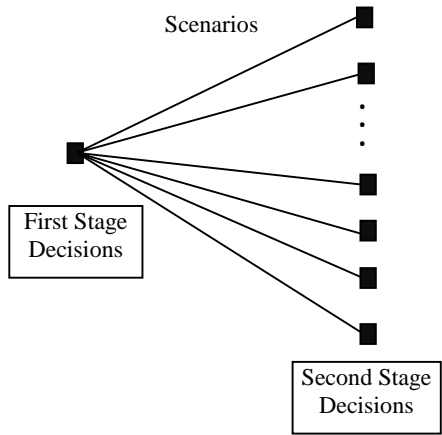 Scenarios
First Stage
Decisions
Second Stage
Decisions